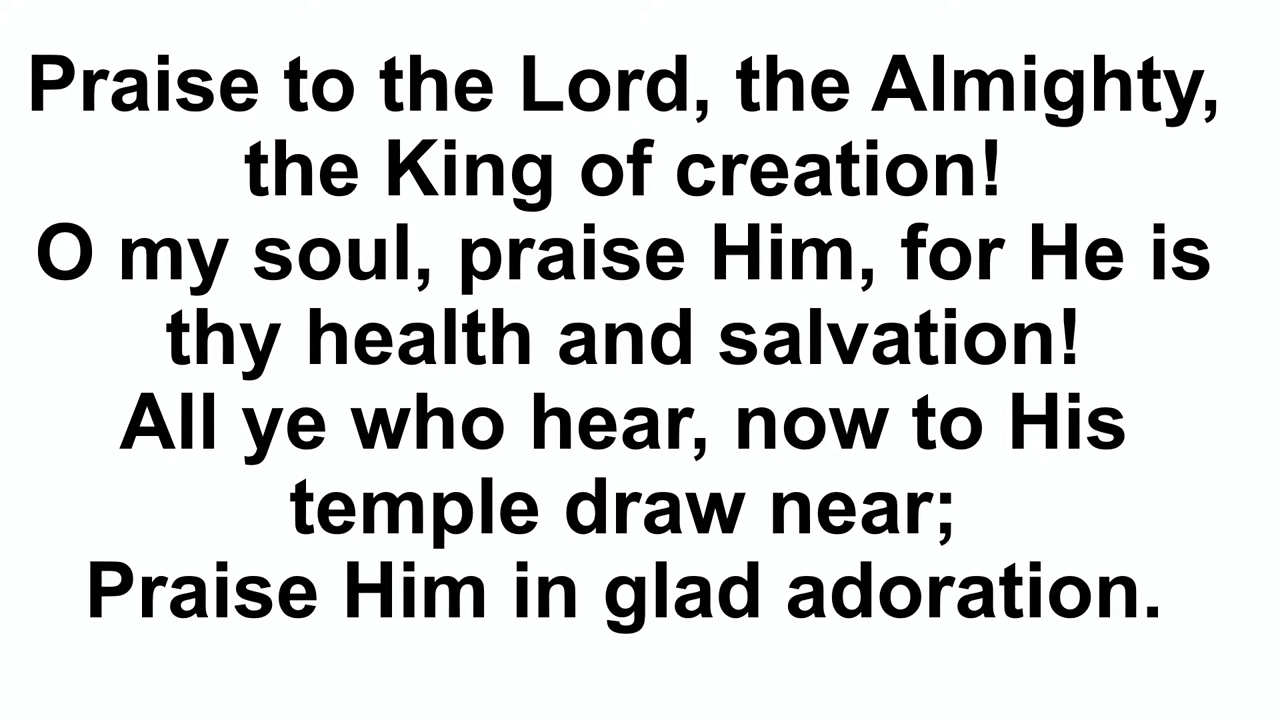 Praise to the Lord, the Almighty,
the King of creation!
O my soul, praise Him, for He is
thy health and salvation!
All ye who hear, now to His
temple draw near;
Praise Him in glad adoration.